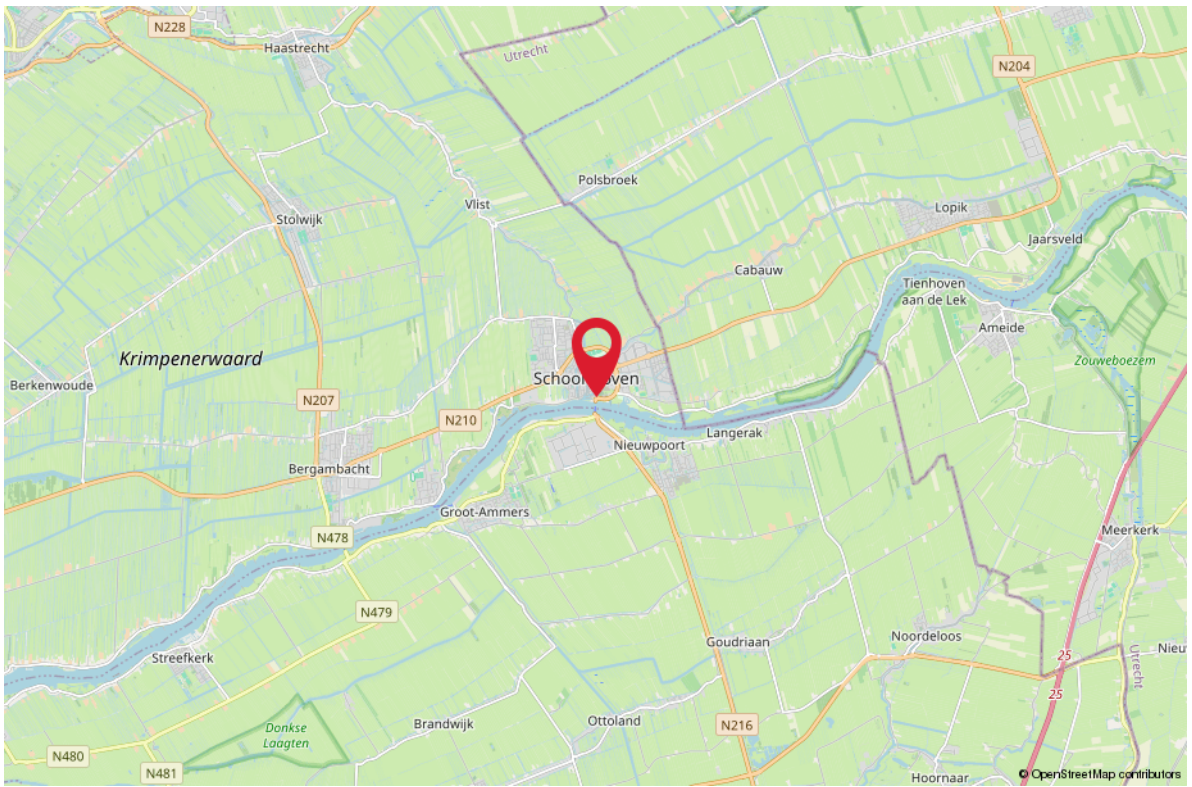 N228
Haastrecht
Utrecht
N204
Polsbroek
Vlist
Stolwijk
Lopik
Jaarsveld
Cabauw
Tienhoven
aan de Lek
Ameide
Krimpenerwaard
Zouweboezem
Berkenwoude
N207
N210
Nieuwpoort
Langerak
Bergambacht
Groot-Ammers
N478
Meerkerk
N479
Noordeloos
Goudriaan
Streefkerk
25
Utrecht
25
Donkse
Laagten
Brandwijk
Ottoland
N216
N480
N481
Hoornaar
© OpenStreetMap contributors